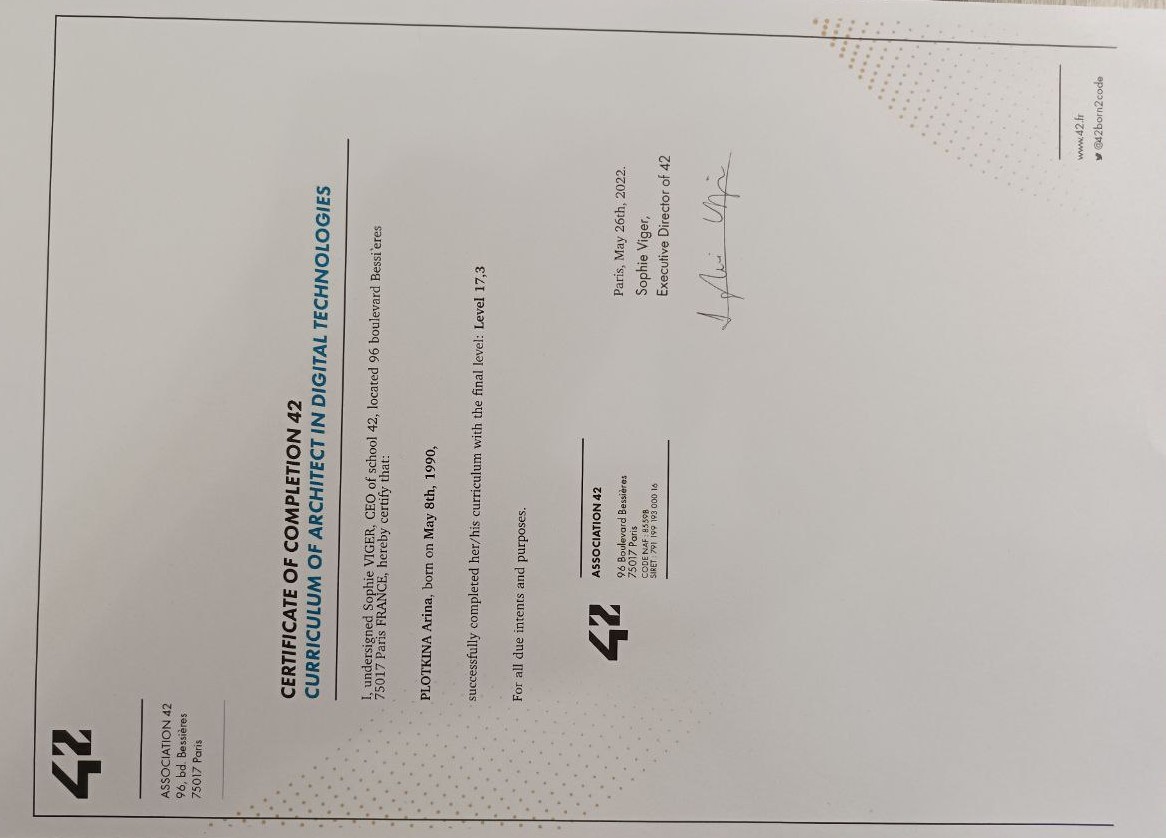 42
ASSOCIATION 42
96, bd. Bessières
75017 Paris
CERTIFICATE OF COMPLETION 42
CURRICULUM OF ARCHITECT IN DIGITAL TECHNOLOGIES
I, undersigned Sophie VIGER, CEO of school 42, located 96 boulevard Bessi`eres
75017 Paris FRANCE, hereby certify that:
PLOTKINA Arina, born on May 8th, 1990,
successfully completed her/his curriculum with the final level: Level 17,3
For all due intents and purposes.
42
ASSOCIATION 42
96 Boulevard Bessières
75017 Paris
CODE NAF : 8559B
SIRET : 791 199 193 000 16
Paris, May 26th, 2022.
Sophie Viger,
Executive Director of 42
www.42.fr
@42born2code